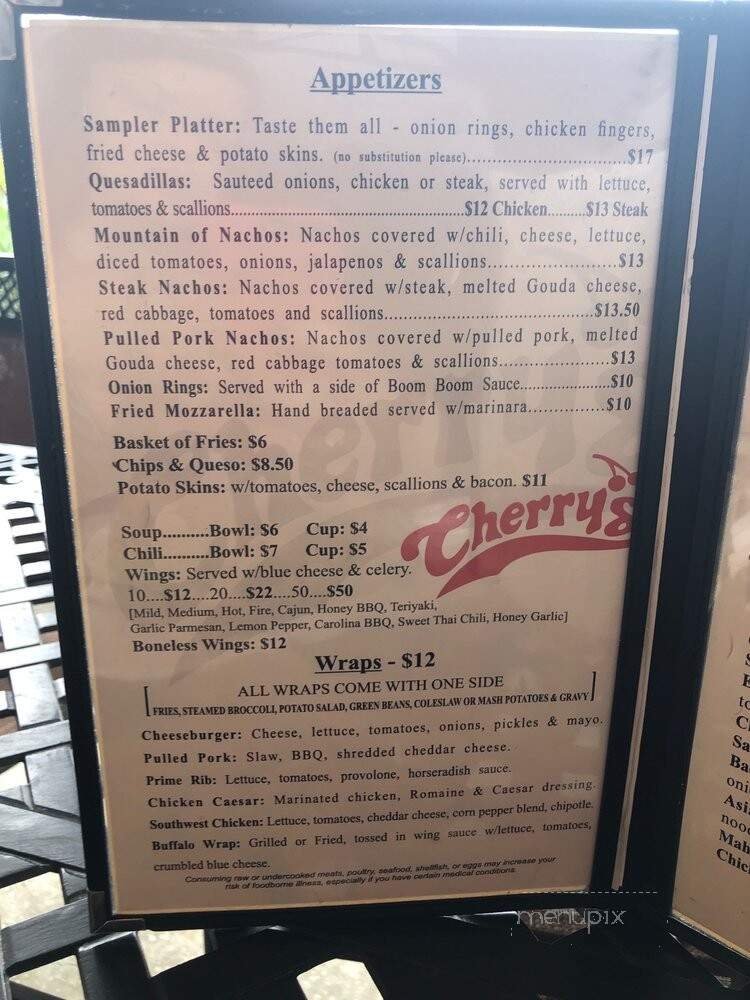 Appetizers
Sampler Platter: Taste them all - onion rings, chicken fingers,
fried cheese & potato skins. (no substitution please)..............................$17
Quesadillas: Sauteed onions, chicken or steak, served with lettuce,
tomatoes & scallions.......................................................$12 Chicken.........$13 Steak
Mountain of Nachos: Nachos covered w/chili, cheese, lettuce,
diced tomatoes, onions, jalapenos & scallions......................$13
Steak Nachos: Nachos covered w/steak, melted Gouda cheese,
red cabbage, tomatoes and scallions.....................................$13.50
Pulled Pork Nachos: Nachos covered w/pulled pork, melted
Gouda cheese, red cabbage tomatoes & scallions....................$13
Onion Rings: Served with a side of Boom Boom Sauce.....................$10
Fried Mozzarella: Hand breaded served w/marinara..............$10
Basket of Fries: $6
Chips & Queso: $8.50
Potato Skins: w/tomatoes, cheese, scallions & bacon. $11
Cherry's
Soup..........Bowl: $6 Cup: $4
Chili..........Bowl: $7 Cup: $5
Wings: Served w/blue cheese & celery.
10....$12....20....$22....50....$50
[Mild, Medium, Hot, Fire, Cajun, Honey BBQ, Teriyaki,
Garlic Parmesan, Lemon Pepper, Carolina BBQ, Sweet Thai Chili, Honey Garlic]
Boneless Wings: $12
Wraps - $12
ALL WRAPS COME WITH ONE SIDE
[FRIES, STEAMED BROCCOLI, POTATO SALAD, GREEN BEANS, COLESLAW OR MASH POTATOES & GRAVY]
Cheeseburger: Cheese, lettuce, tomatoes, onions, pickles & mayo.
Pulled Pork: Slaw, BBQ, shredded cheddar cheese.
Prime Rib: Lettuce, tomatoes, provolone, horseradish sauce.
Chicken Caesar: Marinated chicken, Romaine & Caesar dressing.
Southwest Chicken: Lettuce, tomatoes, cheddar cheese, corn pepper blend, chipotle.
Buffalo Wrap: Grilled or Fried, tossed in wing sauce w/lettuce, tomatoes,
crumbled blue cheese.
Consuming raw or undercooked meats, poultry, seafood, shellfish, or eggs may increase your
risk of foodborne illness, especially if you have certain medical conditions.
menupix